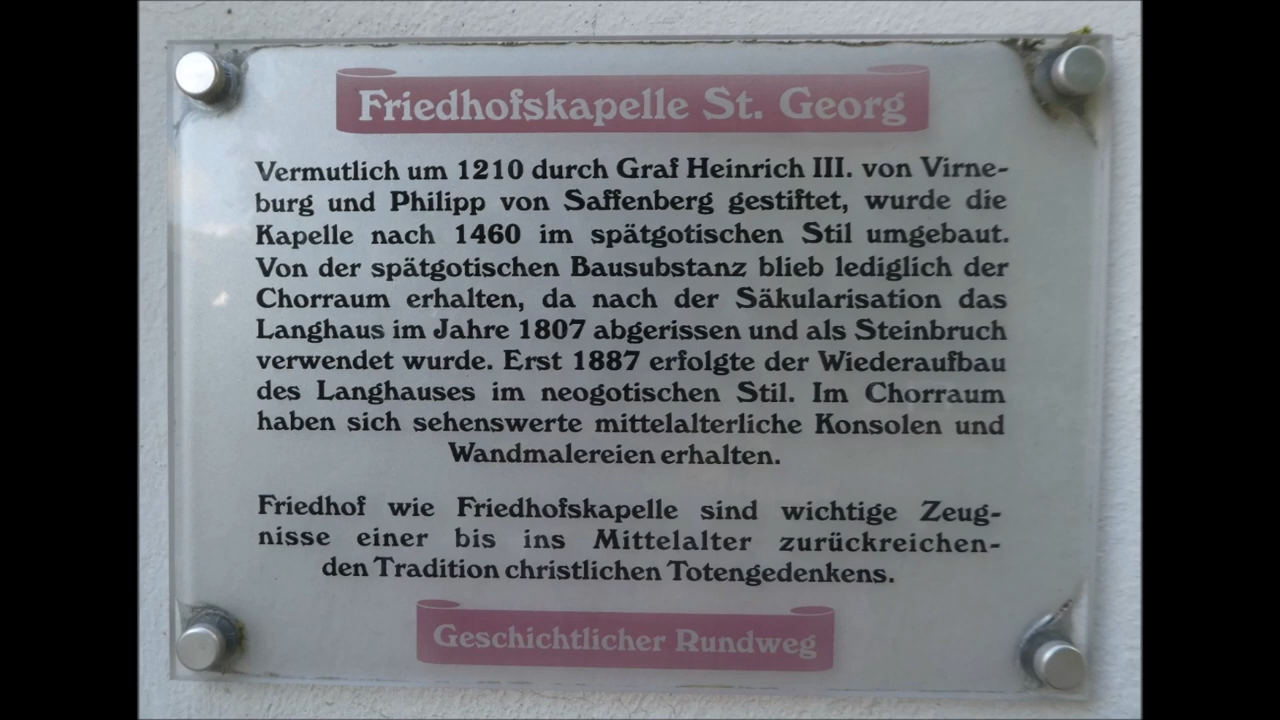 Friedhofskapelle St. Georg
Vermutlich um 1210 durch Graf Heinrich III. von Virne-
burg und Philipp von Saffenberg gestiftet, wurde die
Kapelle nach 1460 im spätgotischen Stil umgebaut.
Von der spätgotischen Bausubstanz blieb lediglich der
Chorraum erhalten, da nach der Säkularisation das
Langhaus im Jahre 1807 abgerissen und als Steinbruch
verwendet wurde. Erst 1887 erfolgte der Wiederaufbau
des Langhauses im neogotischen Stil. Im Chorraum
haben sich sehenswerte mittelalterliche Konsolen und
Wandmalereien erhalten.
Friedhof wie Friedhofskapelle sind wichtige Zeug-
nisse einer bis ins Mittelalter zurückreichen-
den Tradition christlichen Totengedenkens.
Geschichtlicher Rundweg